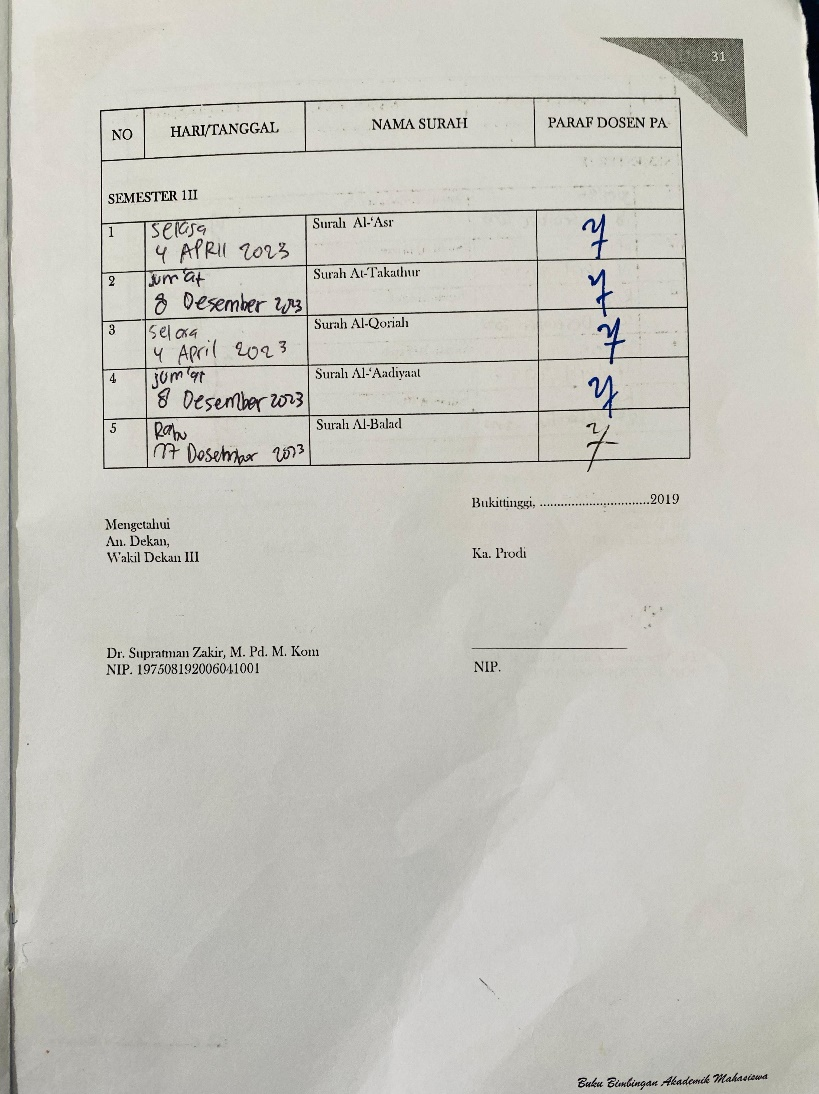 31
NO HARI/TANGGAL NAMA SURAH PARAF DOSEN PA
SEMESTER 1II
1 Selasa Surah Al-‘Asr
4 APRIl 2023
2 Jum'at Surah At-Takathur
8 Desember 2023
3 Selasa Surah Al-Qoriah
4 April 2023
4 Jum'at Surah Al-‘Aadiyaat
8 Desember 2023
5 Rabu Surah Al-Balad
2023
Bukittinggi, ................................2019
Mengetahui
An. Dekan,
Wakil Dekan III Ka. Prodi
Dr. Supratman Zakir, M. Pd. M. Kom
NIP. 197508192006041001 NIP.
Buku Bimbingan Akademik Mahasiswa